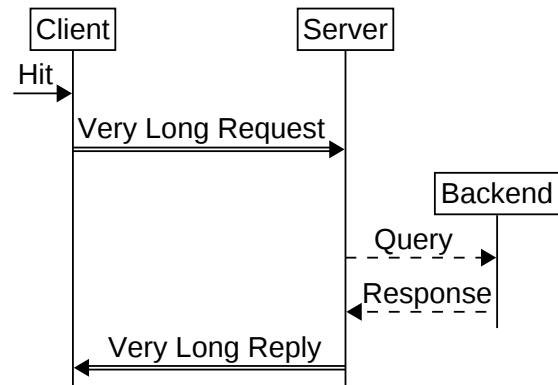 Client
Server
Hit
Very Long Request
Backend
Query
Response
Very Long Reply